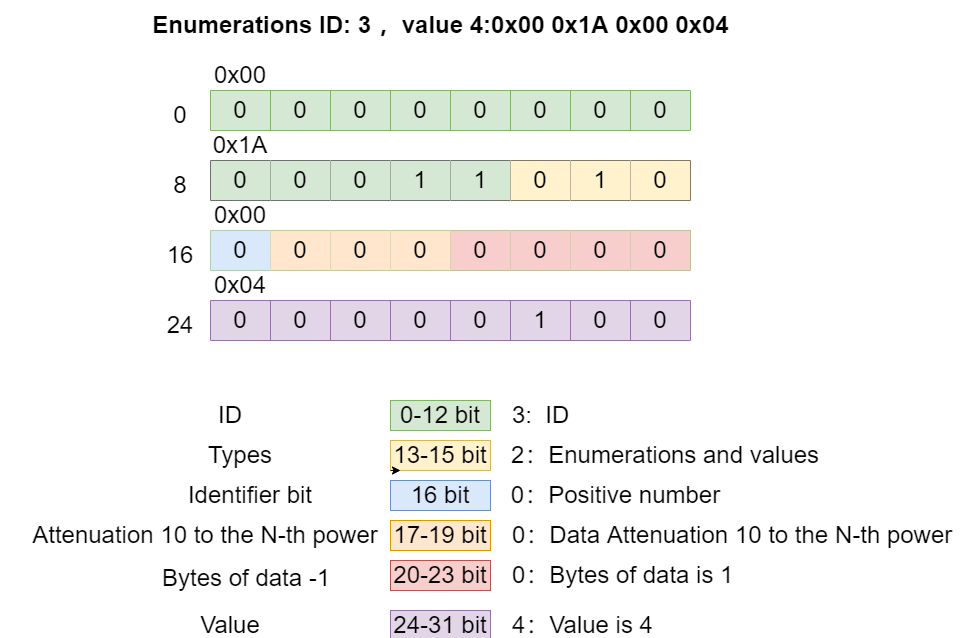 Enumerations ID: 3 ，value 4:0x00 0x1A 0x00 0x04
0x00
0 0 0 0 0 0 0 0 0
0x1A
8 0 0 0 1 1 0 1 0
0x00
16 0 0 0 0 0 0 0 0
0x04
24 0 0 0 0 0 1 0 0
ID 0-12 bit 3: ID
Types 13-15 bit 2: Enumerations and values
Identifier bit 16 bit 0: Positive number
Attenuation 10 to the N-th power 17-19 bit 0: Data Attenuation 10 to the N-th power
Bytes of data -1 20-23 bit 0: Bytes of data is 1
Value 24-31 bit 4: Value is 4